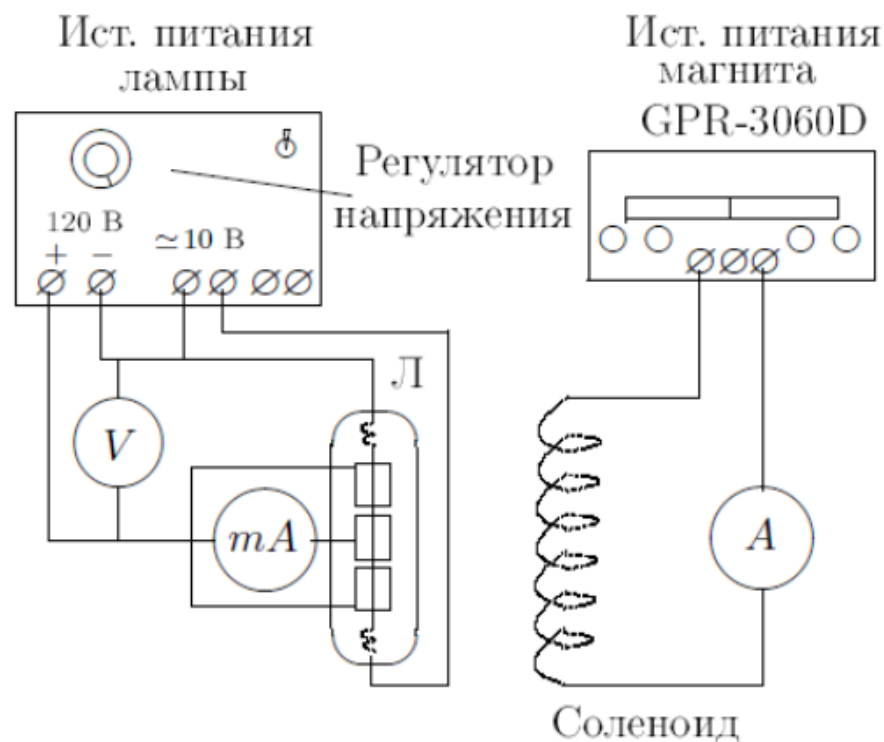 Ист. питания
лампы
Ист. питания
магнита
GPR-3060D
Регулятор
напряжения
120 В
≃10 В
+ −
Л
V
mA
A
Соленоид